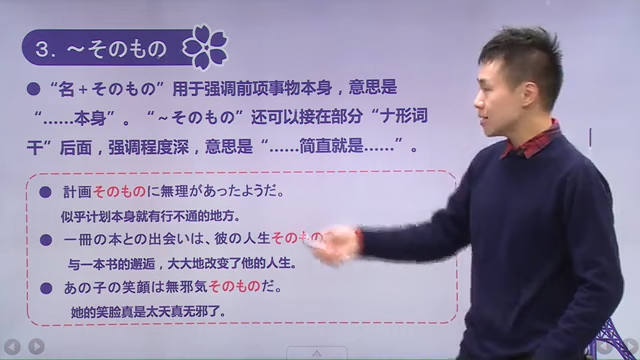 3. ～そのもの
●“名＋そのもの”用于强调前项事物本身，意思是
“……本身”。“～そのもの”还可以接在部分“ナ形词
干”后面，强调程度深，意思是“……简直就是……”。
● 計画そのものに無理があったようだ。
似乎计划本身就有行不通的地方。
● 一冊の本との出会いは、彼の人生そのもの
与一本书的邂逅，大大地改变了他的人生。
● あの子の笑顔は無邪気そのものだ。
她的笑脸真是太天真无邪了。